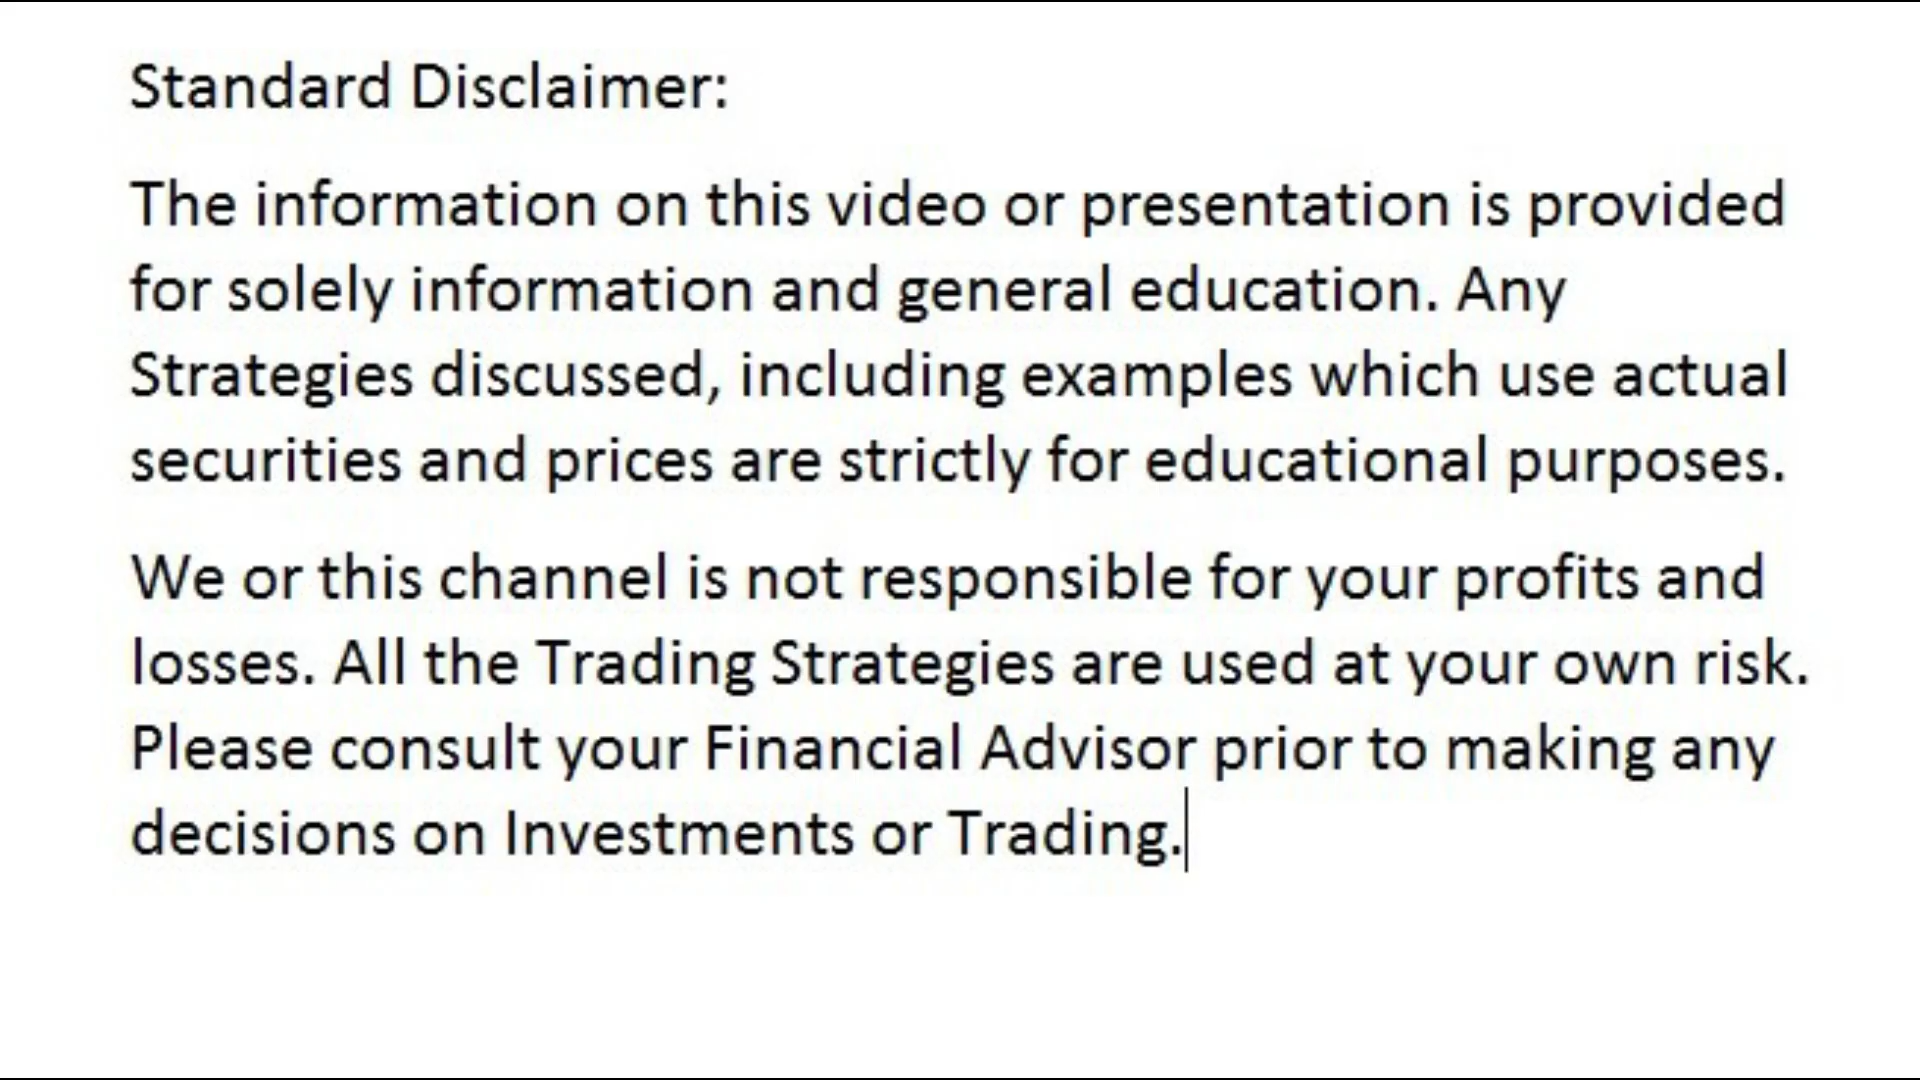 Standard Disclaimer:
The information on this video or presentation is provided
for solely information and general education. Any
Strategies discussed, including examples which use actual
securities and prices are strictly for educational purposes.
We or this channel is not responsible for your profits and
losses. All the Trading Strategies are used at your own risk.
Please consult your Financial Advisor prior to making any
decisions on Investments or Trading.